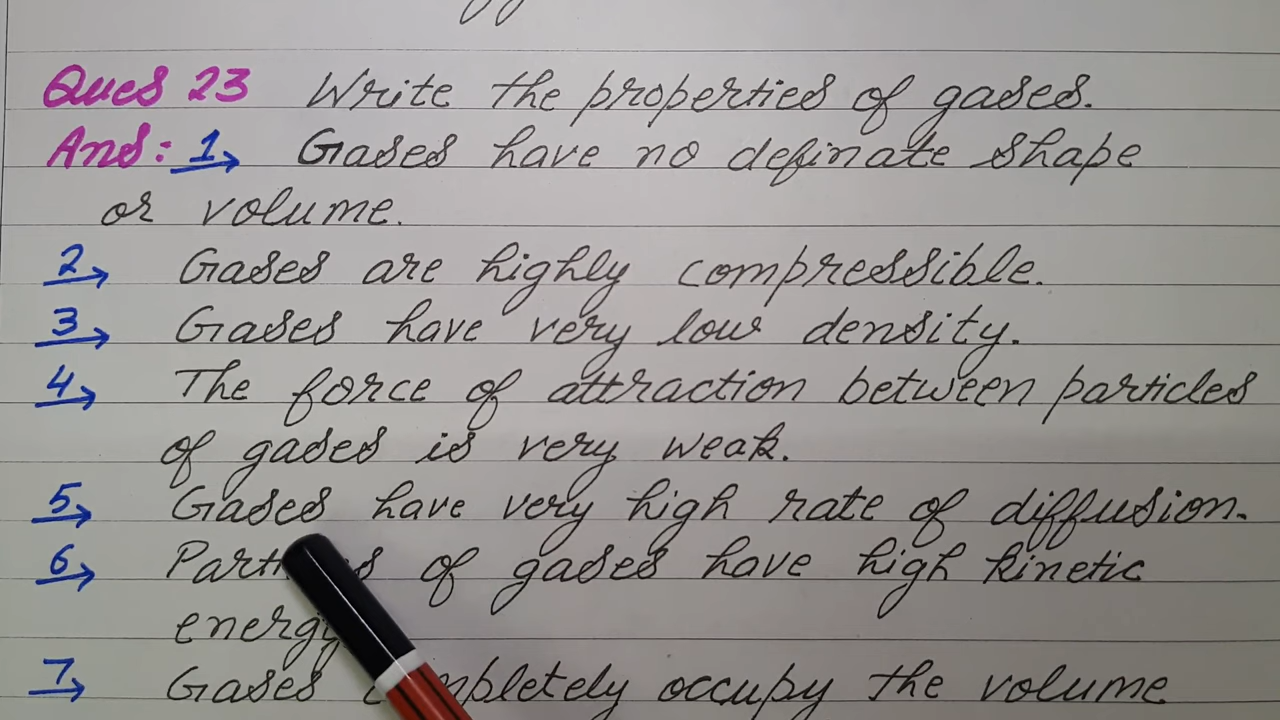 Ques 23 Write the properties of gases.
Ans: 1→ Gases have no definate shape
or volume.
2→ Gases are highly compressible.
3→ Gases have very low density.
4→ The force of attraction between particles
of gases is very weak.
5→ Gases have very high rate of diffusion.
6→ of gases have high kinetic
energy
7→ Gases occupy the volume